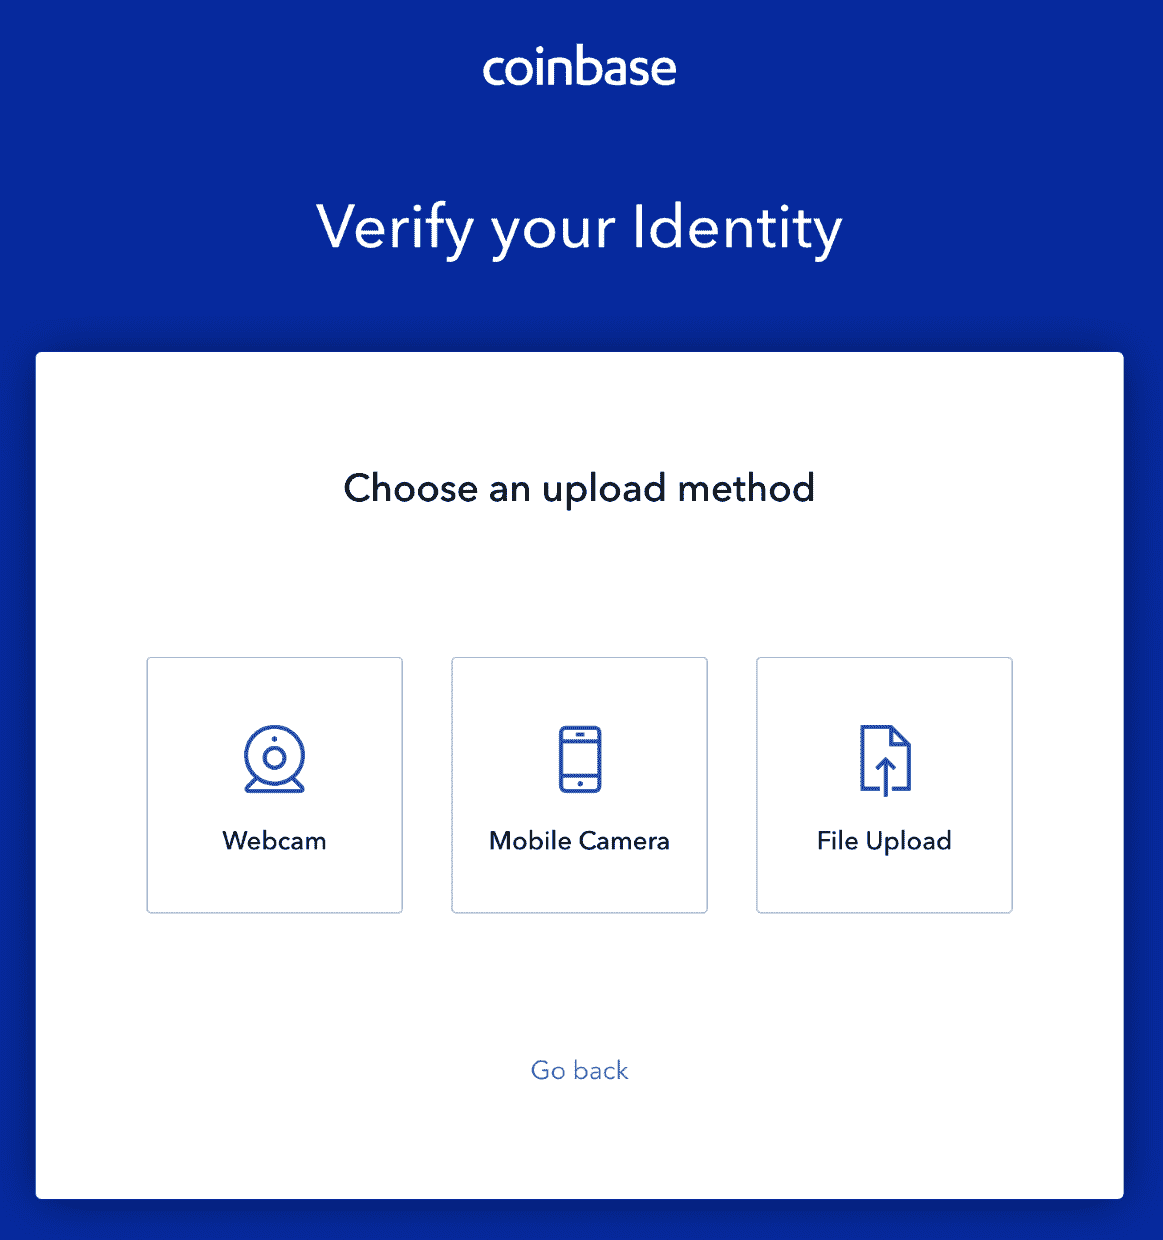 coinbase
Verify your Identity
Choose an upload method
Webcam
Mobile Camera
File Upload
Go back